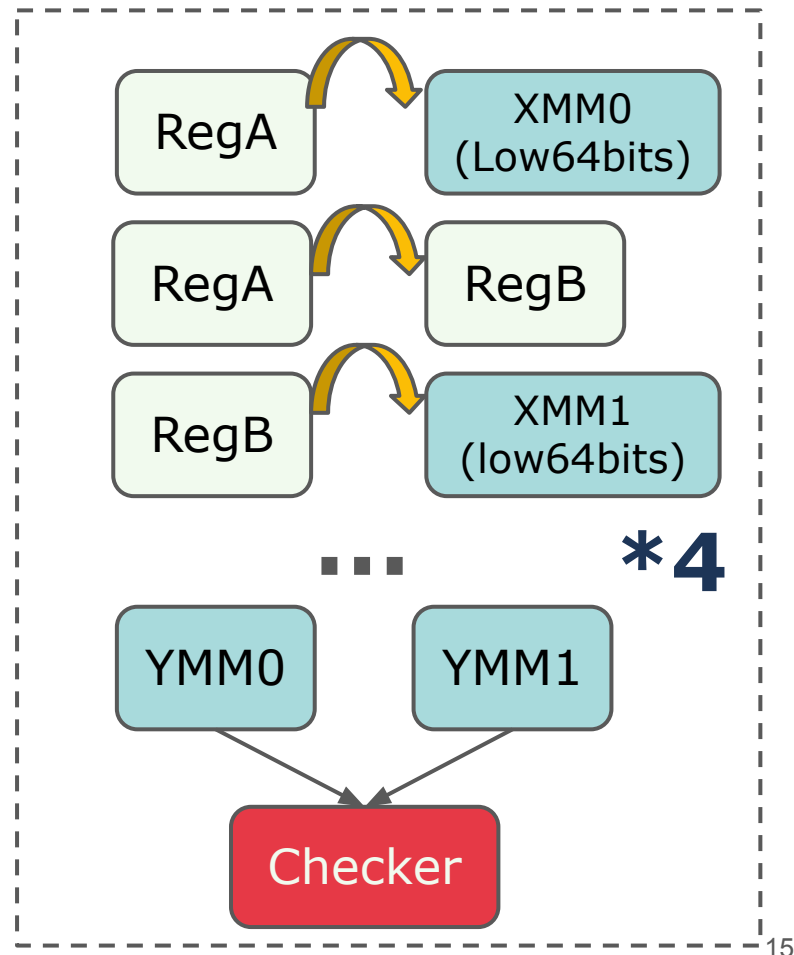 RegA
XMM0
(Low64bits)
RegA
RegB
RegB
XMM1
(low64bits)
...
*4
YMM0
YMM1
Checker
15